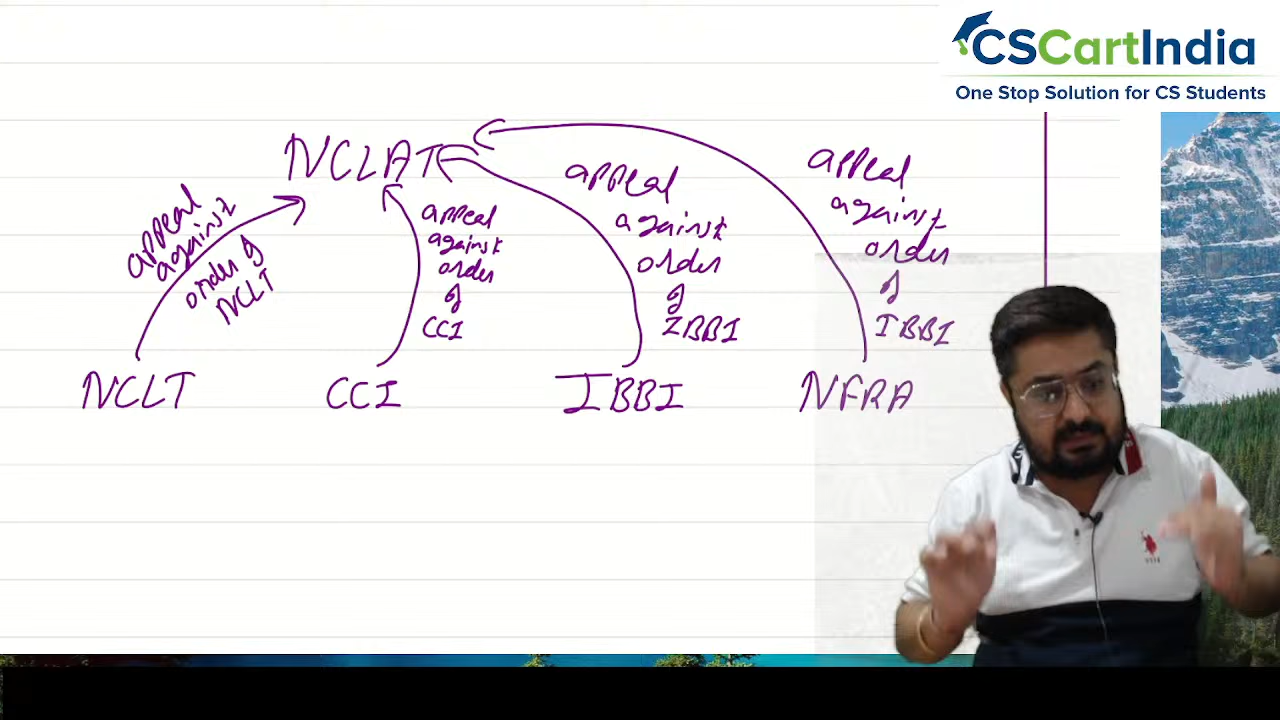 CSCartIndia
One Stop Solution for CS Students
NCLAT
appeal
against
order of
NCLT
appeal
against
order
of
CCI
appeal
against
order
of
IBBI
appeal
against
order
of
IBBI
NCLT
CCI
IBBI
NFRA